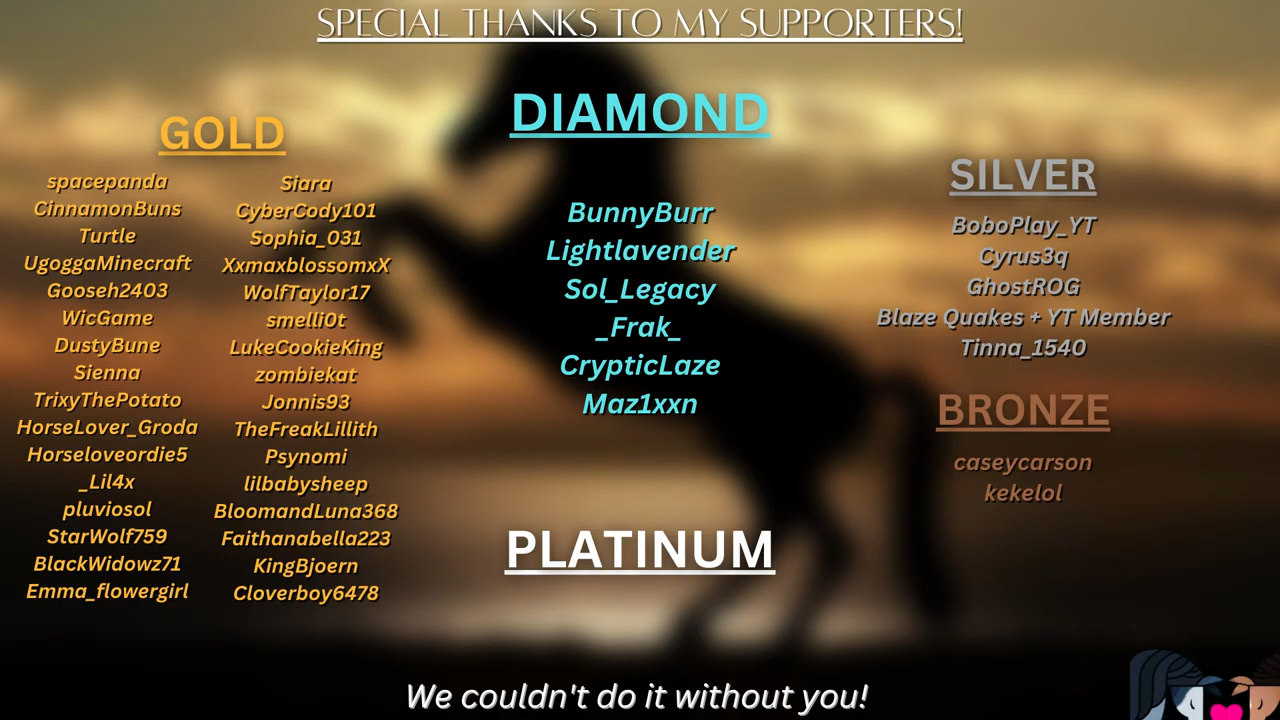 SPECIAL THANKS TO MY SUPPORTERS!
GOLD
spacepanda
CinnamonBuns
Turtle
UgoggaMinecraft
Gooseh2403
WicGame
DustyBune
Sienna
TrixyThePotato
HorseLover_Groda
Horseloveordie5
_Lil4x
pluviosol
StarWolf759
BlackWidowz71
Emma_flowergirl
Siara
CyberCody101
Sophia_031
XxmaxblossomxX
WolfTaylor17
smelli0t
LukeCookieKing
zombiekat
Jonnis93
TheFreakLillith
Psynomi
lilbabysheep
BloomandLuna368
Faithanabella223
KingBjoern
Cloverboy6478
DIAMOND
BunnyBurr
Lightlavender
Sol_Legacy
_Frak_
CrypticLaze
Maz1xxn
PLATINUM
SILVER
BoboPlay_YT
Cyrus3q
GhostROG
Blaze Quakes + YT Member
Tinna_1540
BRONZE
caseycarson
kekelol
We couldn't do it without you!